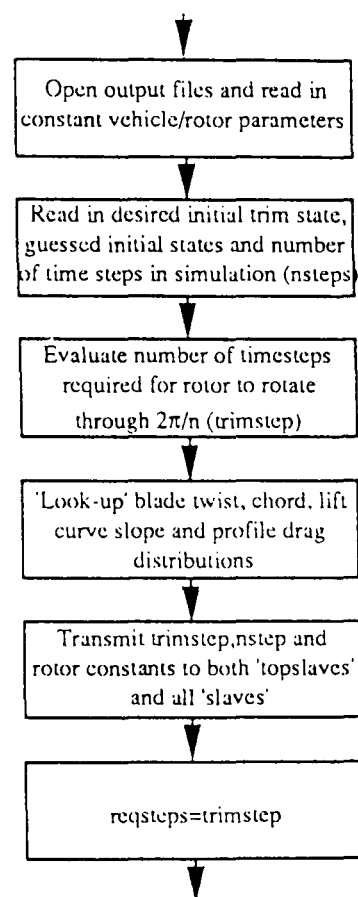 Open output files and read in
constant vehicle/rotor parameters
Read in desired initial trim state,
guessed initial states and number
of time steps in simulation (nsteps)
Evaluate number of timesteps
required for rotor to rotate
through 2π/n (trimstep)
'Look-up' blade twist, chord, lift
curve slope and profile drag
distributions
Transmit trimstep,nstep and
rotor constants to both 'topslaves'
and all 'slaves'
reqsteps=trimstep